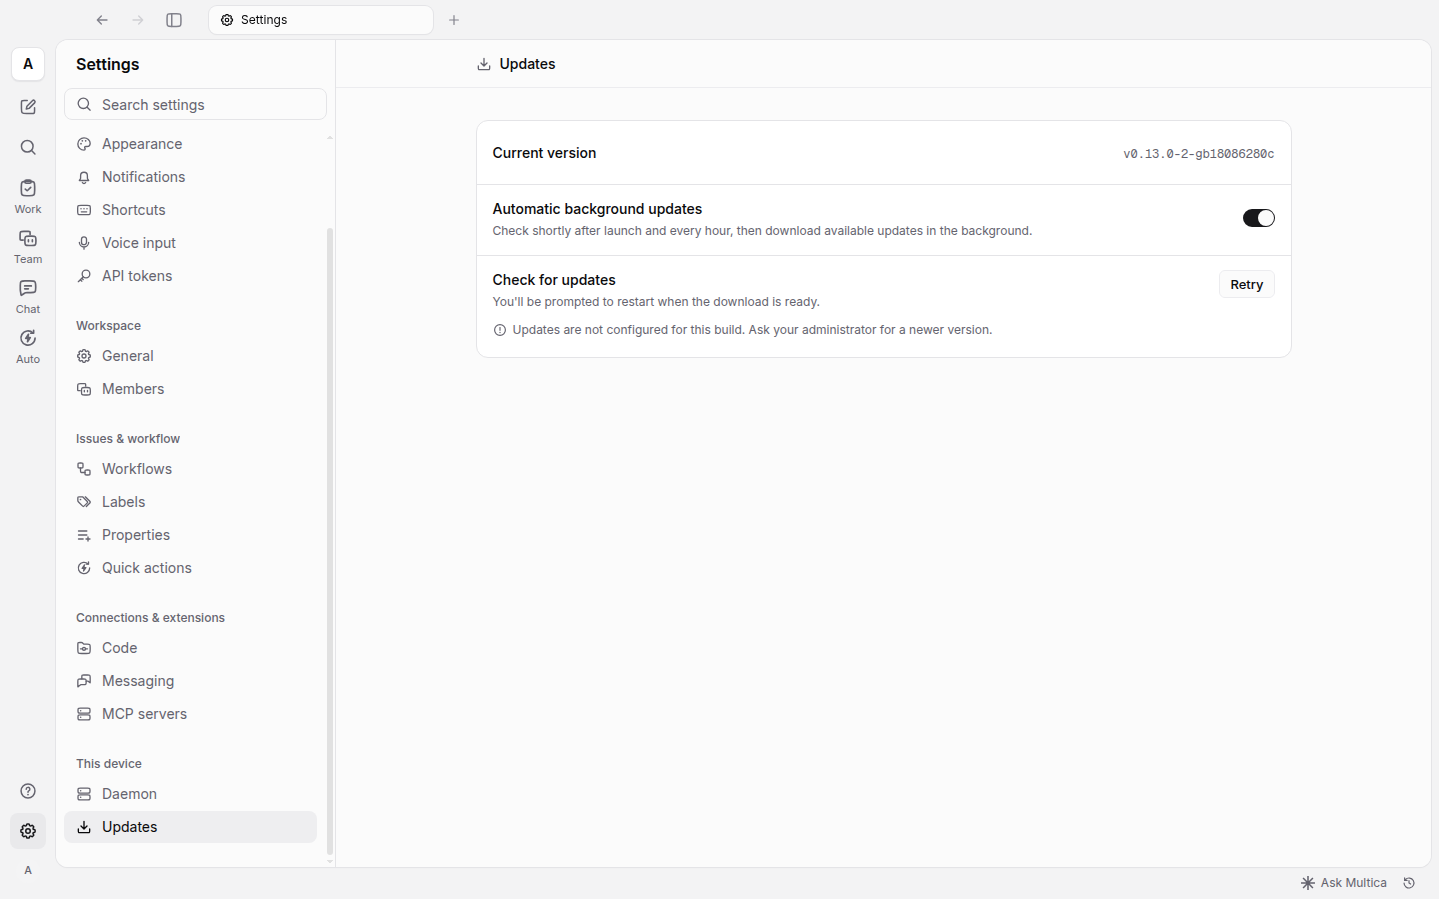 Settings
A
Settings
Updates
Search settings
Appearance
Current version
v0.13.0-2-gb18086280c
Notifications
Work
Shortcuts
Automatic background updates
Check shortly after launch and every hour, then download available updates in the background.
Team
Voice input
API tokens
Check for updates
Retry
You'll be prompted to restart when the download is ready.
Chat
Workspace
Updates are not configured for this build. Ask your administrator for a newer version.
Auto
General
Members
Issues & workflow
Workflows
Labels
Properties
Quick actions
Connections & extensions
Code
Messaging
MCP servers
This device
Daemon
Updates
A
Ask Multica